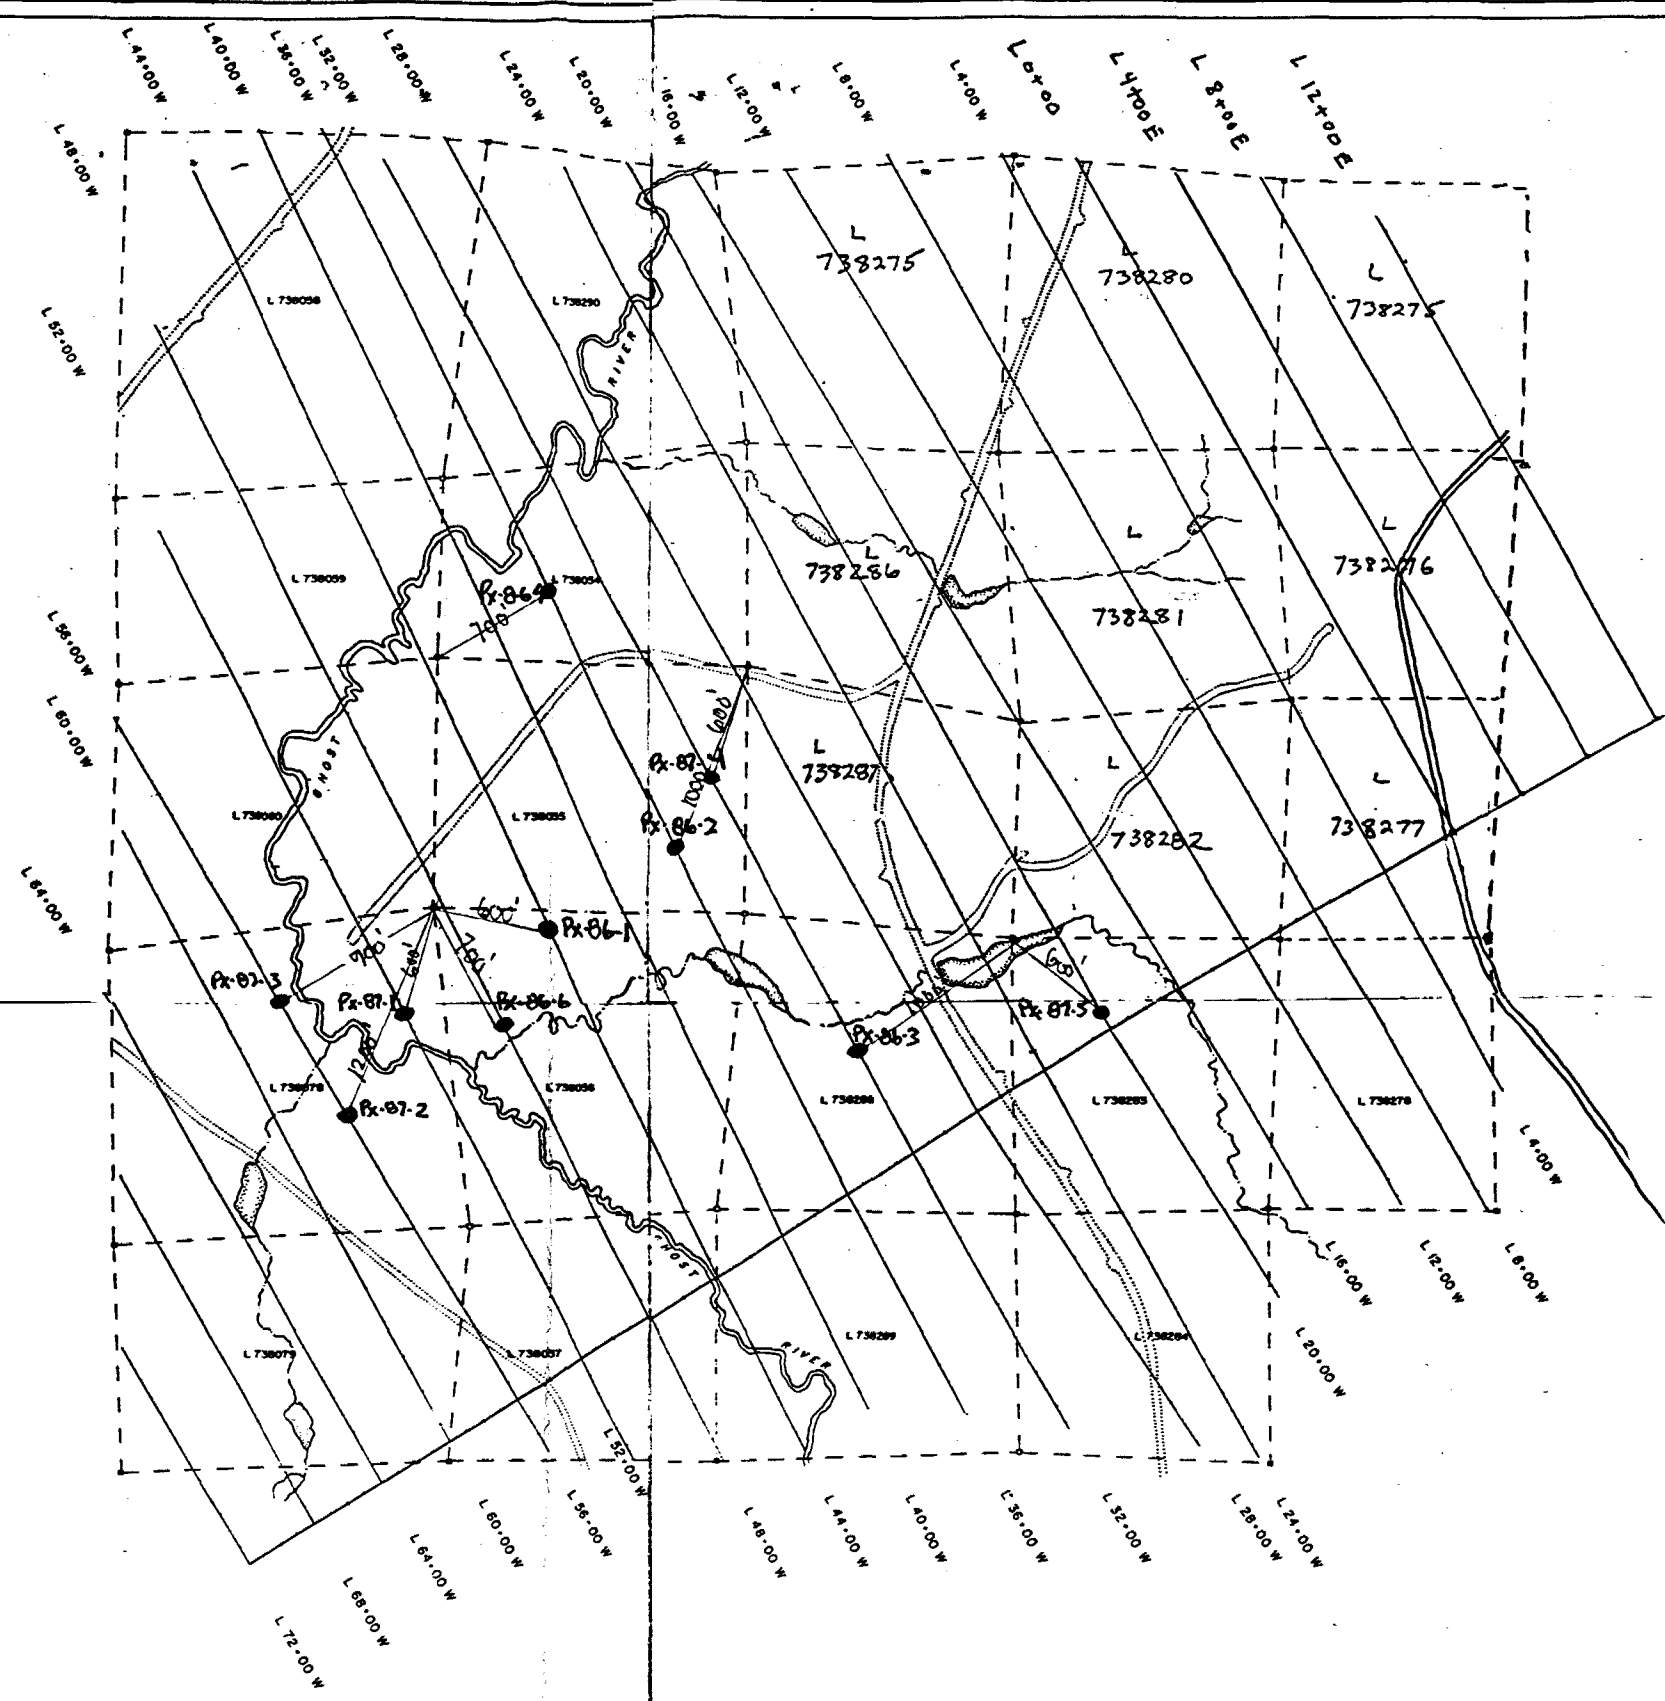 L 44+00 W
L 40+00 W
L 36+00 W
L 32+00 W
L 28+00 W
L 24+00 W
L 20+00 W
16+00 W
L 12+00 W
L 8+00 W
L 4+00 W
L 0+00
L 4+00E
L 8+00E
L 12+00E
L 48+00 W
L 52+00 W
L 56+00 W
L 60+00 W
L 64+00 W
L
738275
L
738280
L
738275
L 738058
L 738290
RIVER
L 738059
Px-86-4
L 738054
700'
L
738286
L
738281
L
738276
GHOST
600'
Px-87-4
1000'
Px-86-2
L
738287
L
738282
L
738277
L 738080
L 738055
600'
Px-86-1
700'
600'
700'
Px-87-3
Px-87-1
Px-86-6
1200'
Px-87-2
Px-86-3
600'
Px-87-5
L 738078
L 738056
L 738288
L 738283
L 738278
GHOST
RIVER
L 738079
L 738057
L 738289
L 738284
L 4+00 W
L 8+00 W
L 12+00 W
L 16+00 W
L 20+00 W
L 24+00 W
L 28+00 W
L 32+00 W
L 36+00 W
L 40+00 W
L 44+00 W
L 48+00 W
L 52+00 W
L 56+00 W
L 60+00 W
L 64+00 W
L 68+00 W
L 72+00 W